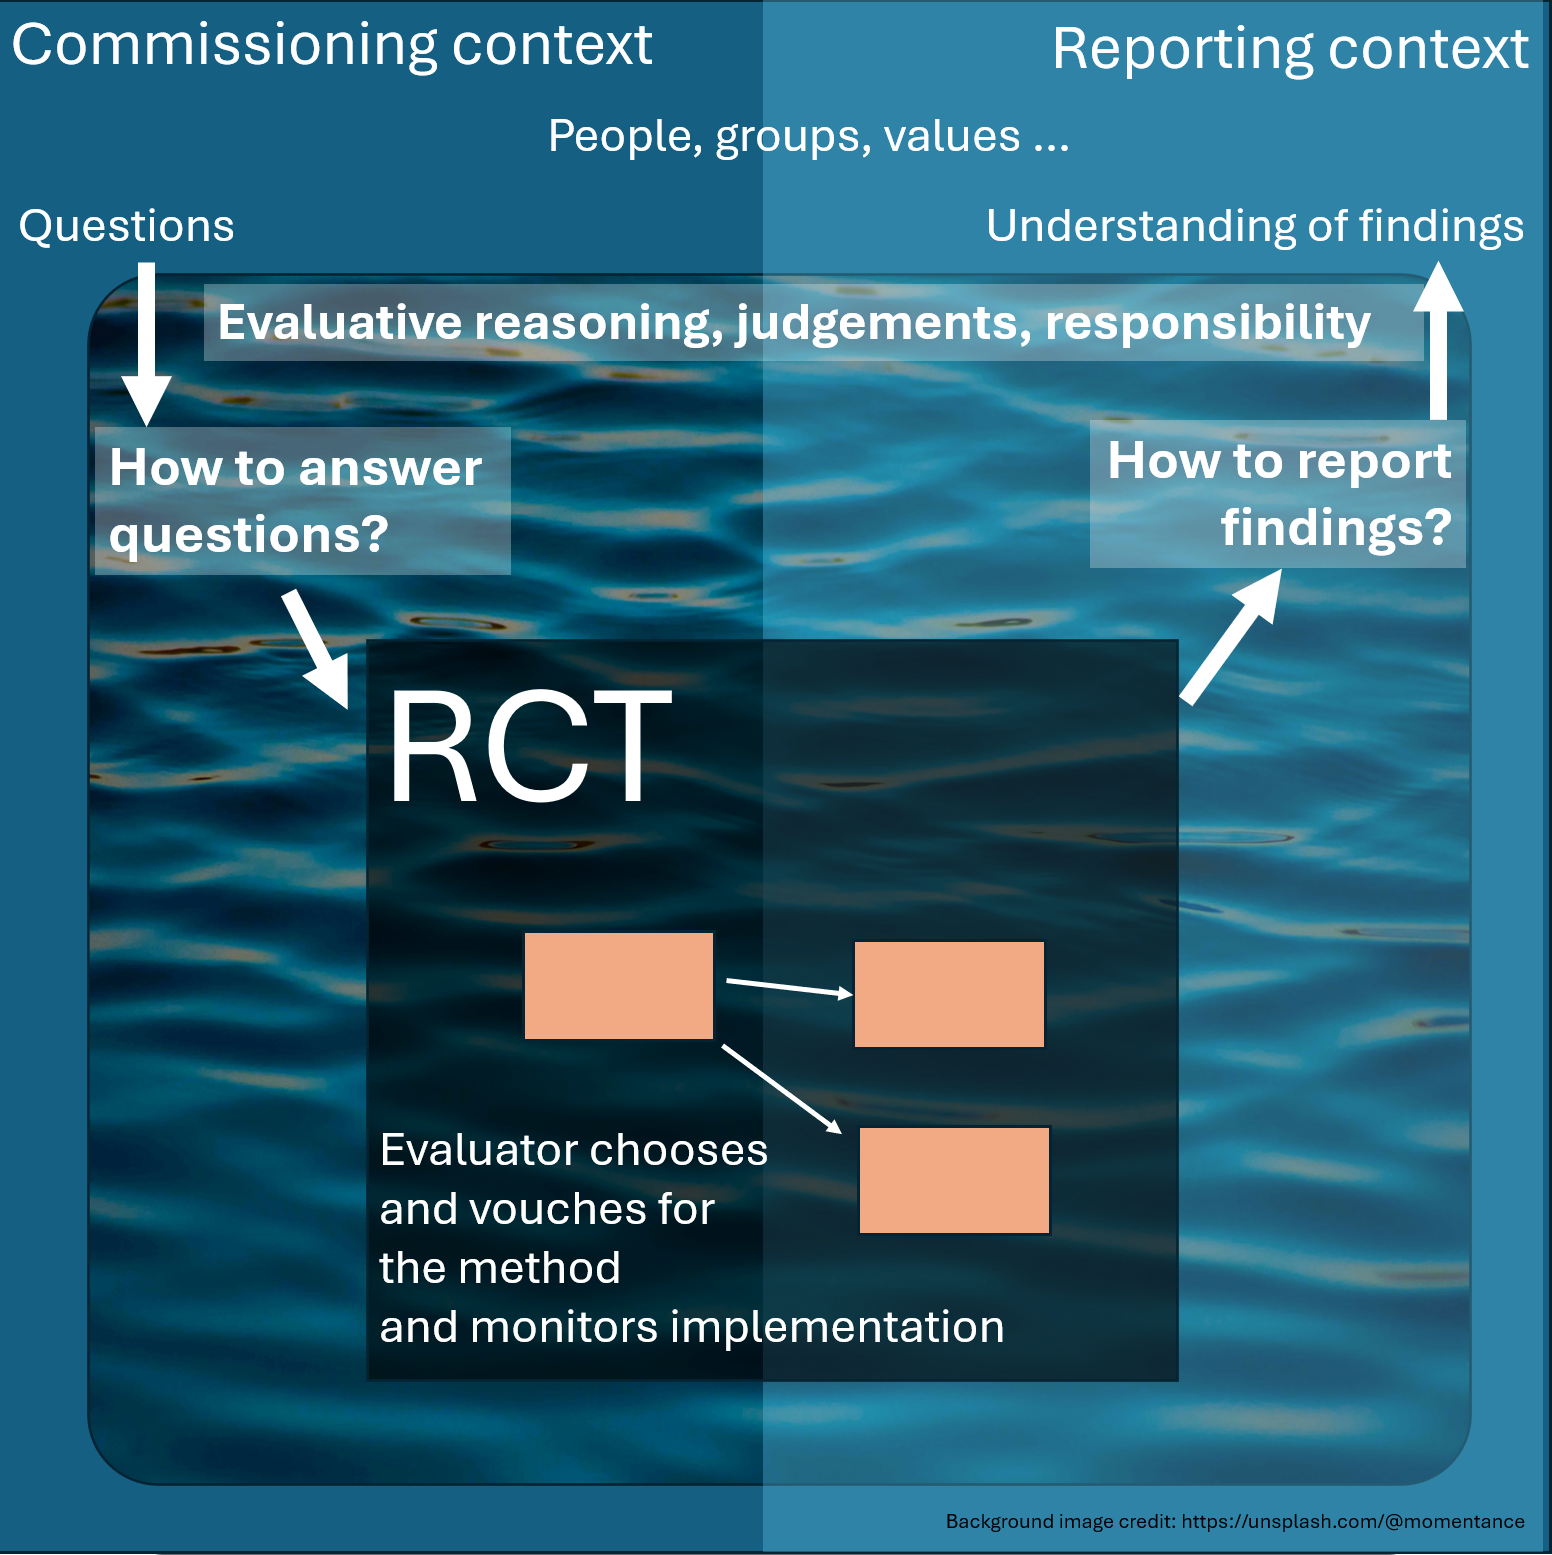 Commissioning context
Reporting context
People, groups, values ...
Questions
Understanding of findings
Evaluative reasoning, judgements, responsibility
How to answer
questions?
How to report
findings?
RCT
Evaluator chooses
and vouches for
the method
and monitors implementation
Background image credit: https://unsplash.com/@momentance